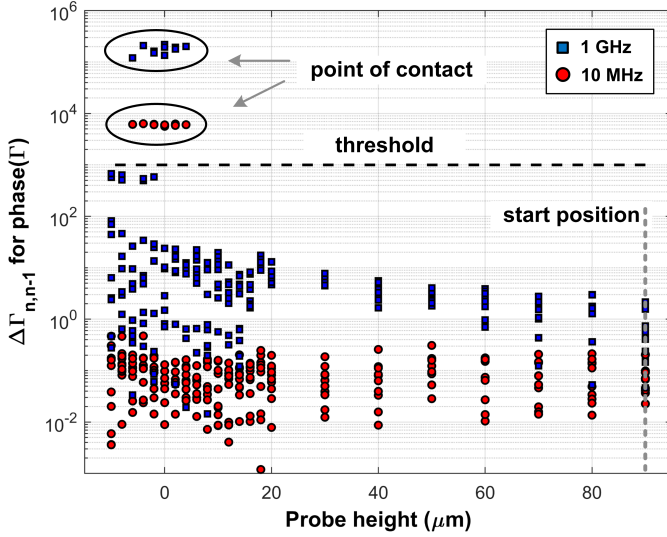 10^6
10^4
10^2
10^0
10^-2
ΔΓn,n-1 for phase(Γ)
1 GHz
10 MHz
point of contact
threshold
start position
0 20 40 60 80
Probe height (μm)